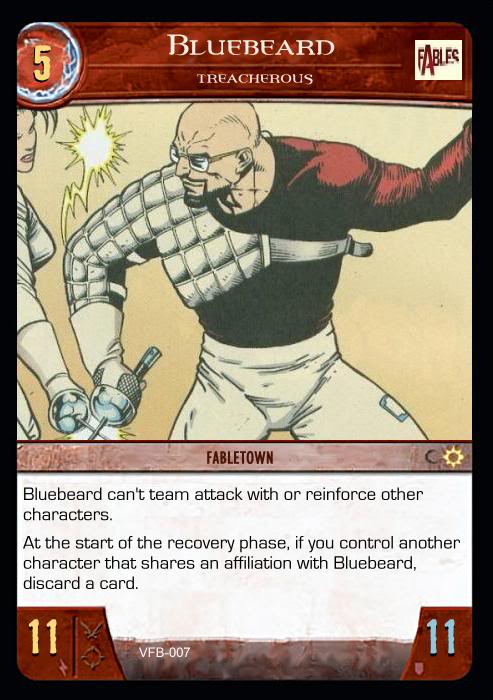 5
BLUEBEARD
TREACHEROUS
FABLES
FABLETOWN
Bluebeard can't team attack with or reinforce other
characters.
At the start of the recovery phase, if you control another
character that shares an affiliation with Bluebeard,
discard a card.
11
VFB-007
11